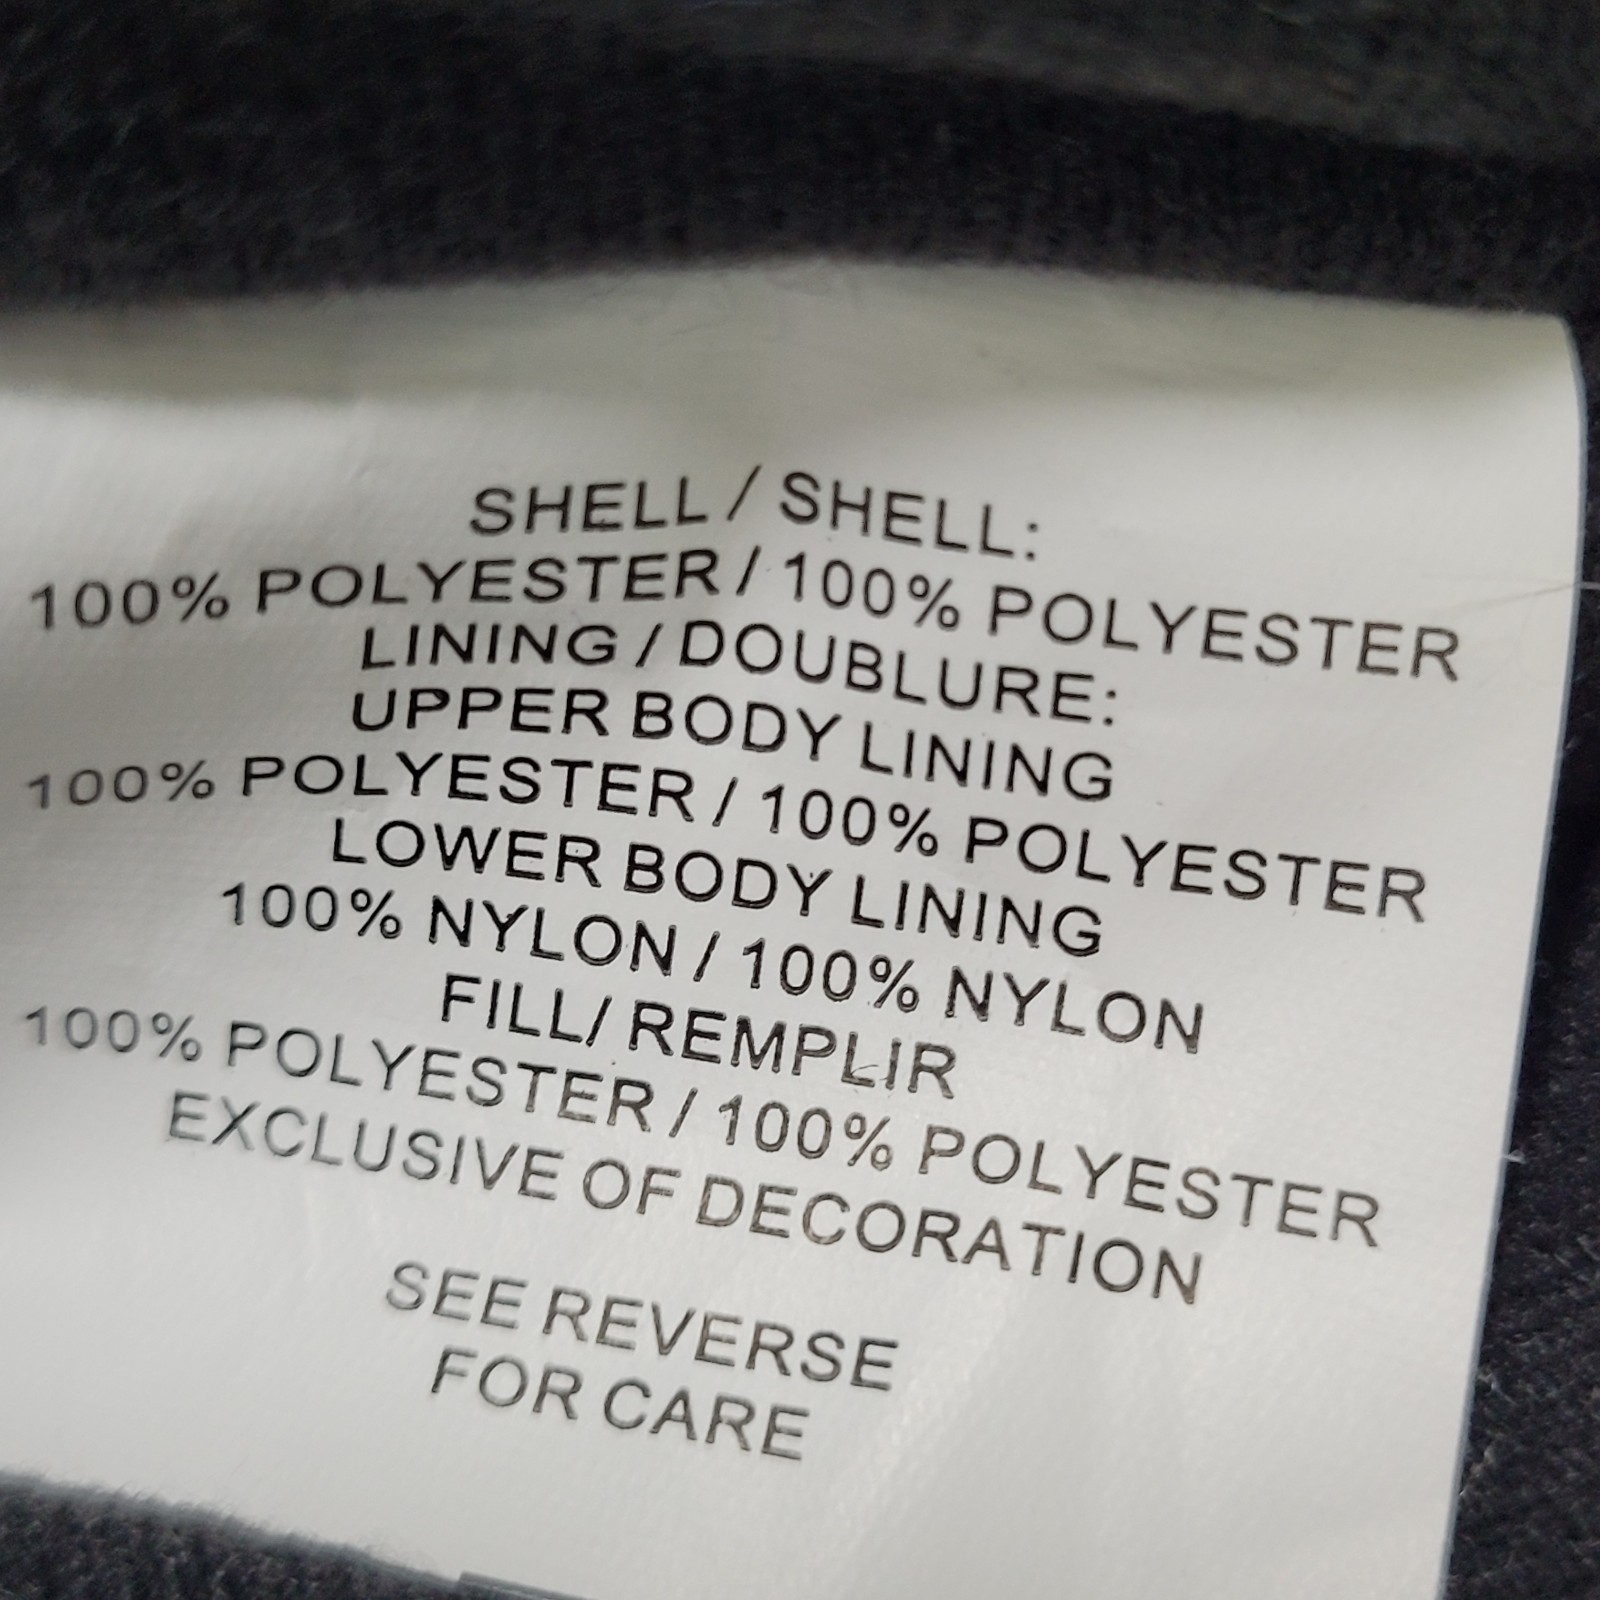 SHELL / SHELL:
100% POLYESTER / 100% POLYESTER
LINING / DOUBLURE:
UPPER BODY LINING
100% POLYESTER / 100% POLYESTER
LOWER BODY LINING
100% NYLON / 100% NYLON
FILL/ REMPLIR
100% POLYESTER / 100% POLYESTER
EXCLUSIVE OF DECORATION
SEE REVERSE
FOR CARE